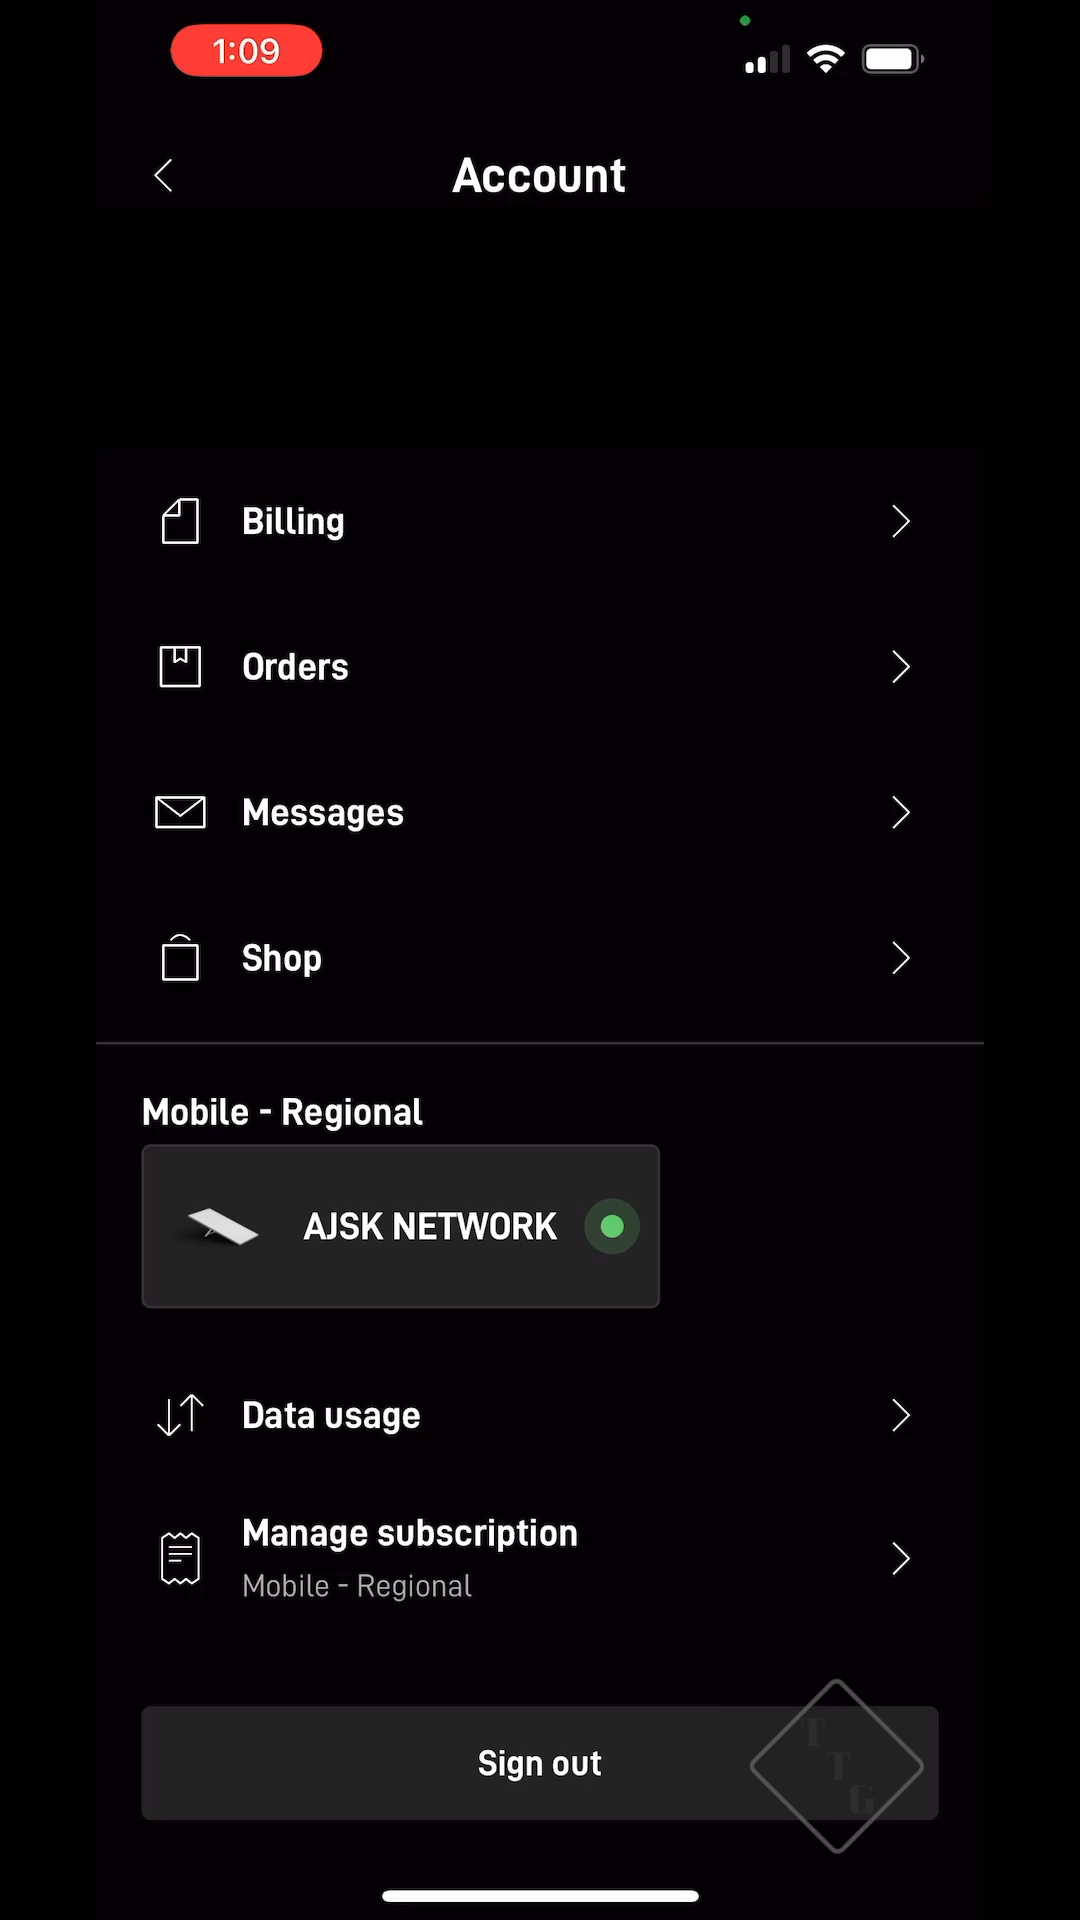 1:09
Account
Billing
Orders
Messages
Shop
Mobile - Regional
AJSK NETWORK
Data usage
Manage subscription
Mobile - Regional
Sign out
T
T
G